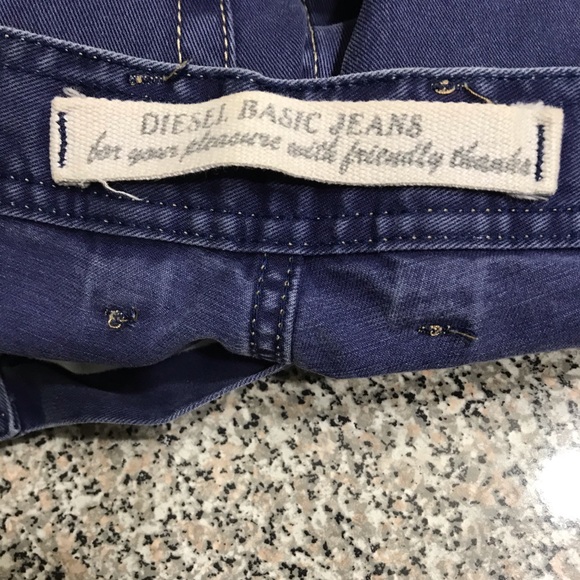 DIESEL BASIC JEANS
for your pleasure with friendly thanks